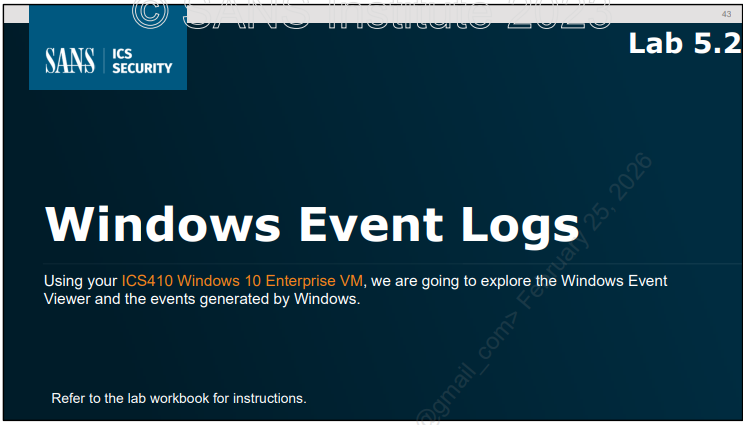 © SANS Institute 2026
43
SANS
ICS
SECURITY
Lab 5.2
Windows Event Logs
Using your ICS410 Windows 10 Enterprise VM, we are going to explore the Windows Event
Viewer and the events generated by Windows.
@gmail_com> February 25, 2026
Refer to the lab workbook for instructions.